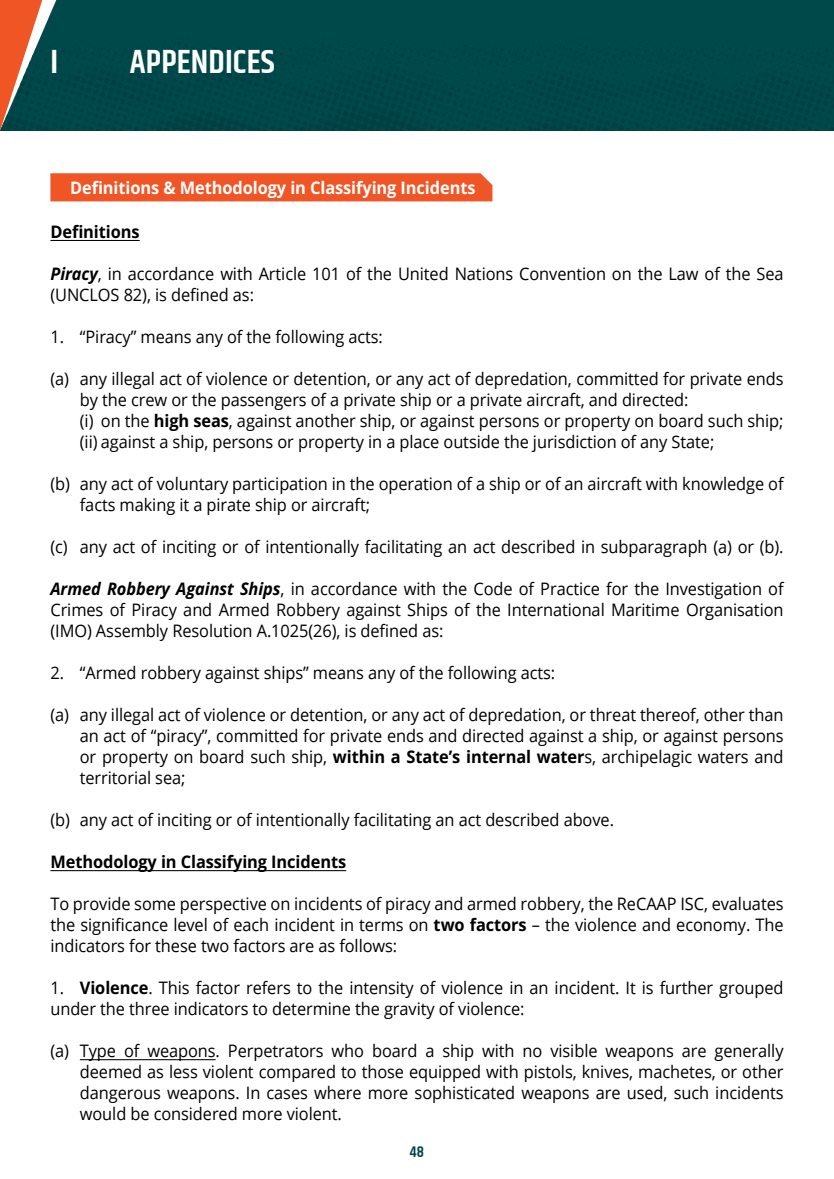 I APPENDICES
Definitions & Methodology in Classifying Incidents
Definitions
Piracy, in accordance with Article 101 of the United Nations Convention on the Law of the Sea
(UNCLOS 82), is defined as:
1. “Piracy” means any of the following acts:
(a) any illegal act of violence or detention, or any act of depredation, committed for private ends
by the crew or the passengers of a private ship or a private aircraft, and directed:
(i) on the high seas, against another ship, or against persons or property on board such ship;
(ii) against a ship, persons or property in a place outside the jurisdiction of any State;
(b) any act of voluntary participation in the operation of a ship or of an aircraft with knowledge of
facts making it a pirate ship or aircraft;
(c) any act of inciting or of intentionally facilitating an act described in subparagraph (a) or (b).
Armed Robbery Against Ships, in accordance with the Code of Practice for the Investigation of
Crimes of Piracy and Armed Robbery against Ships of the International Maritime Organisation
(IMO) Assembly Resolution A.1025(26), is defined as:
2. “Armed robbery against ships” means any of the following acts:
(a) any illegal act of violence or detention, or any act of depredation, or threat thereof, other than
an act of “piracy”, committed for private ends and directed against a ship, or against persons
or property on board such ship, within a State’s internal waters, archipelagic waters and
territorial sea;
(b) any act of inciting or of intentionally facilitating an act described above.
Methodology in Classifying Incidents
To provide some perspective on incidents of piracy and armed robbery, the ReCAAP ISC, evaluates
the significance level of each incident in terms on two factors – the violence and economy. The
indicators for these two factors are as follows:
1. Violence. This factor refers to the intensity of violence in an incident. It is further grouped
under the three indicators to determine the gravity of violence:
(a) Type of weapons. Perpetrators who board a ship with no visible weapons are generally
deemed as less violent compared to those equipped with pistols, knives, machetes, or other
dangerous weapons. In cases where more sophisticated weapons are used, such incidents
would be considered more violent.
48